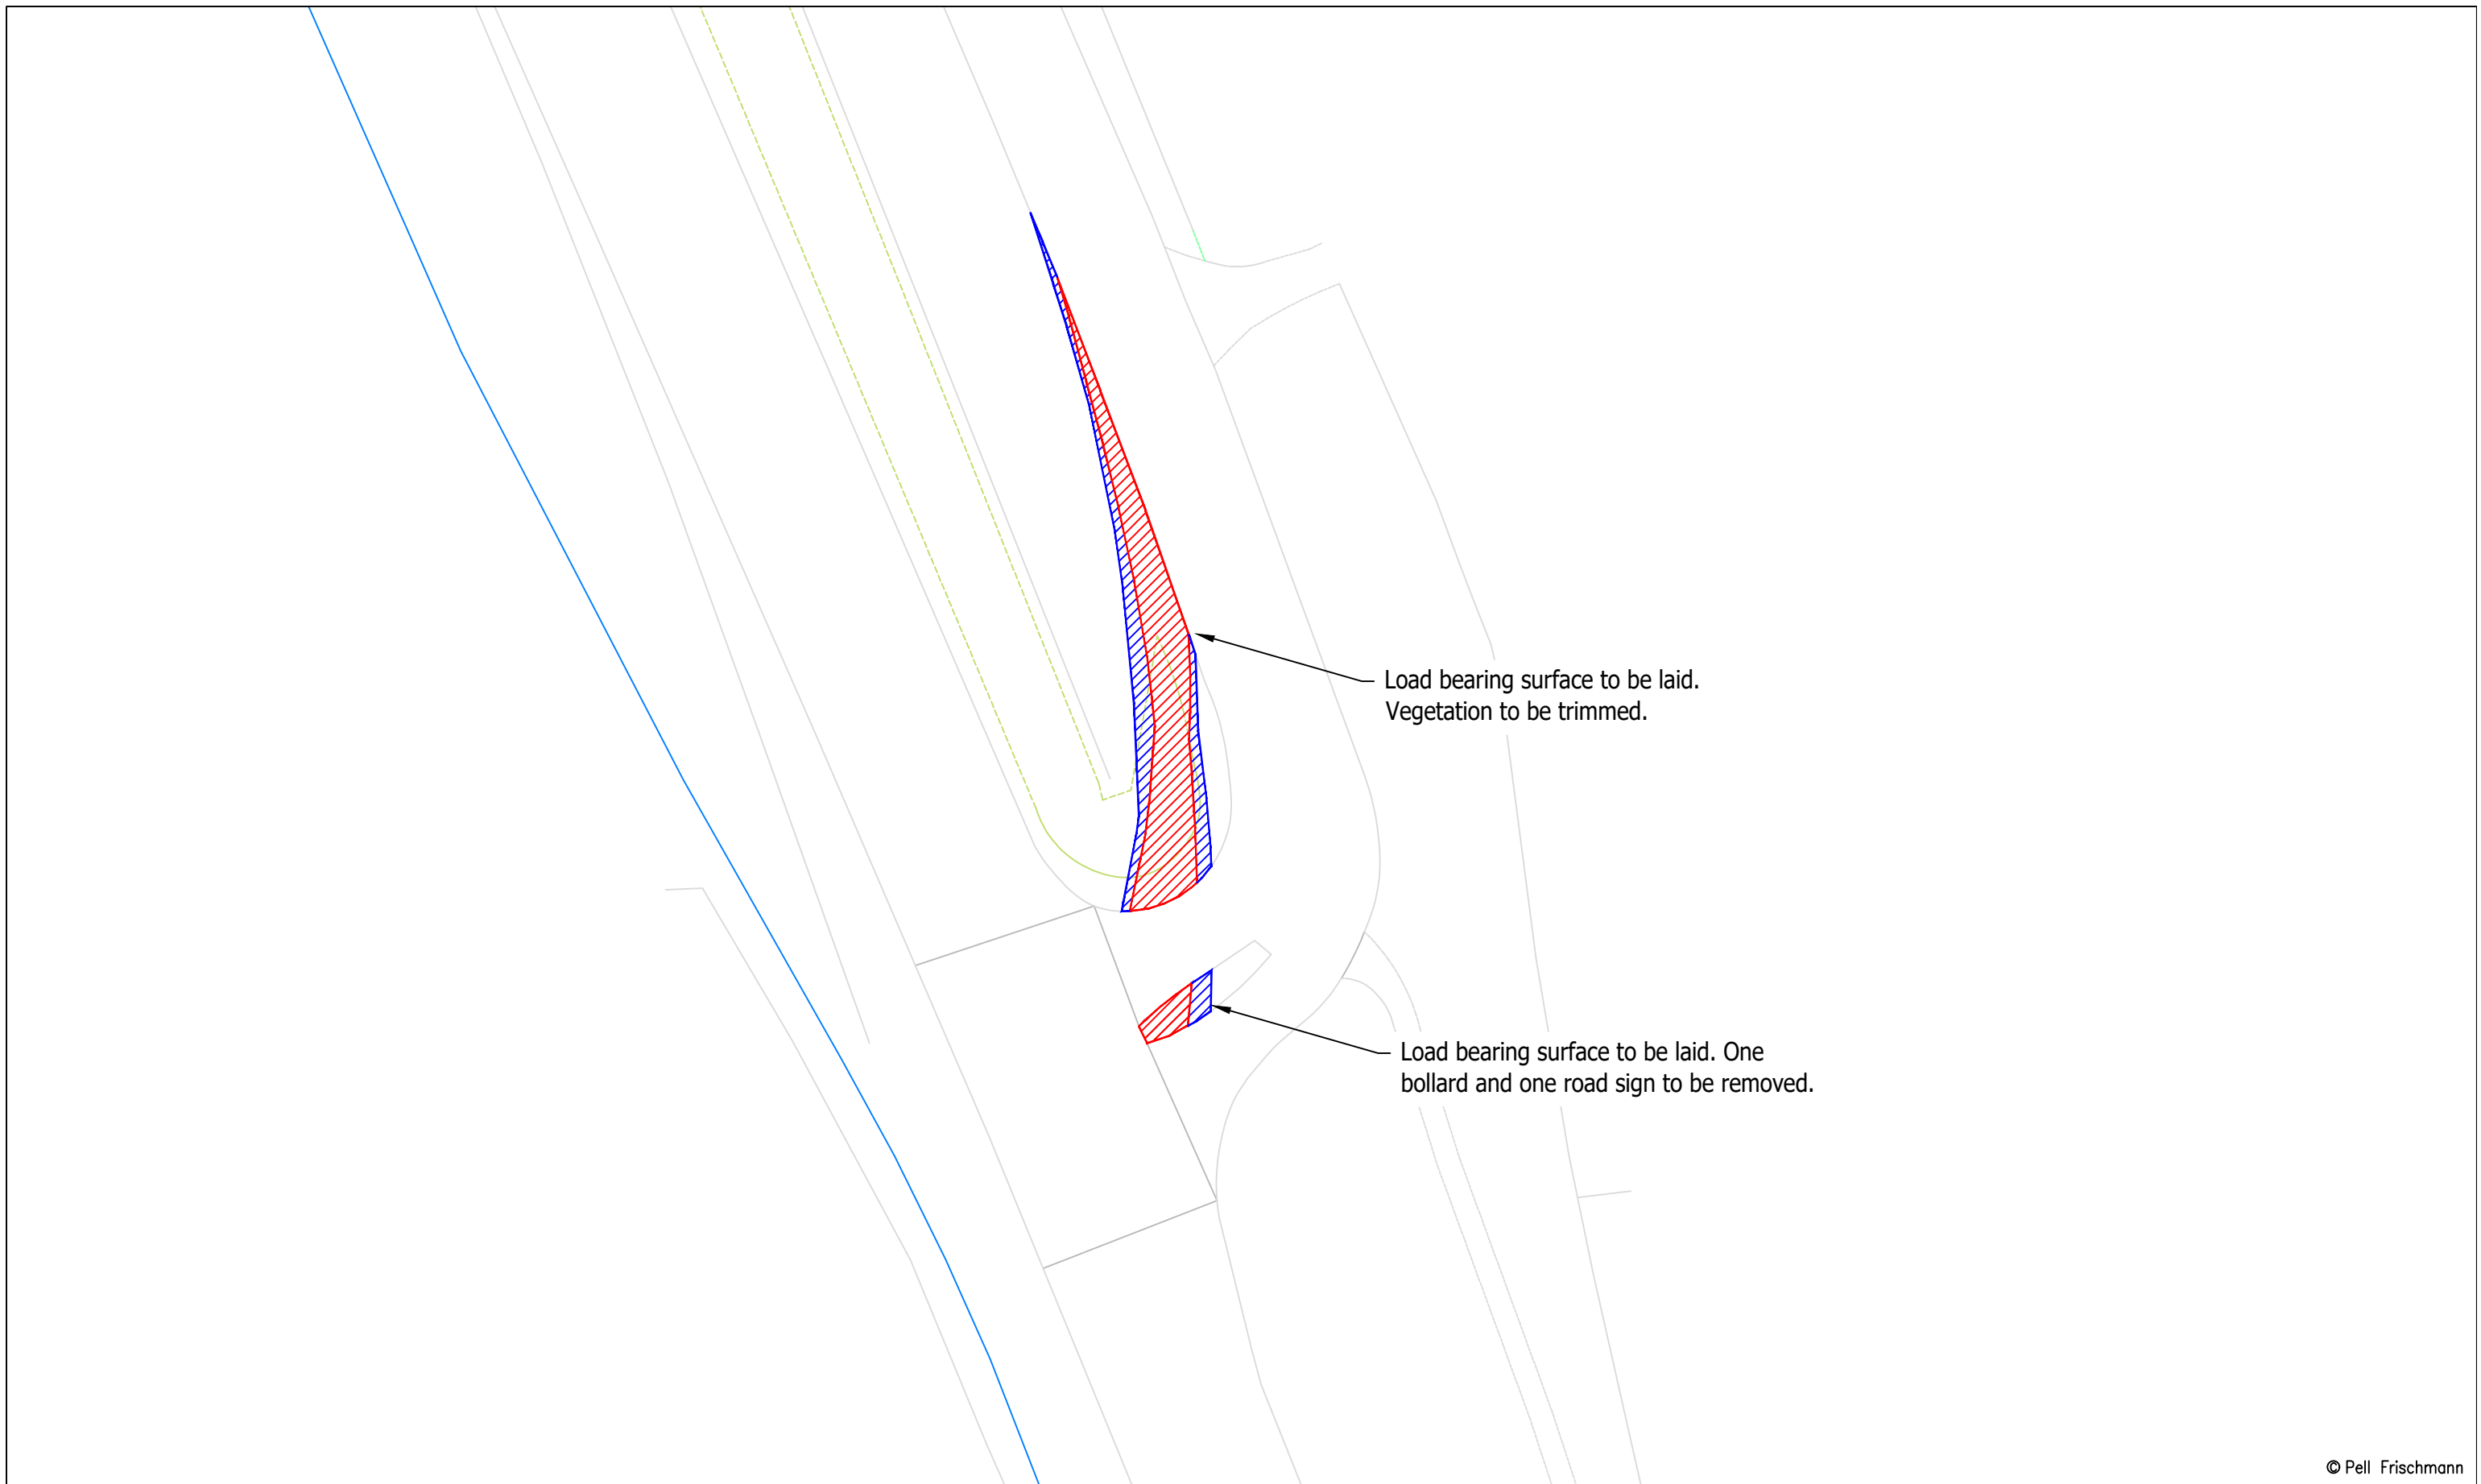 Load bearing surface to be laid.
Vegetation to be trimmed.
Load bearing surface to be laid. One
bollard and one road sign to be removed.
© Pell Frischmann